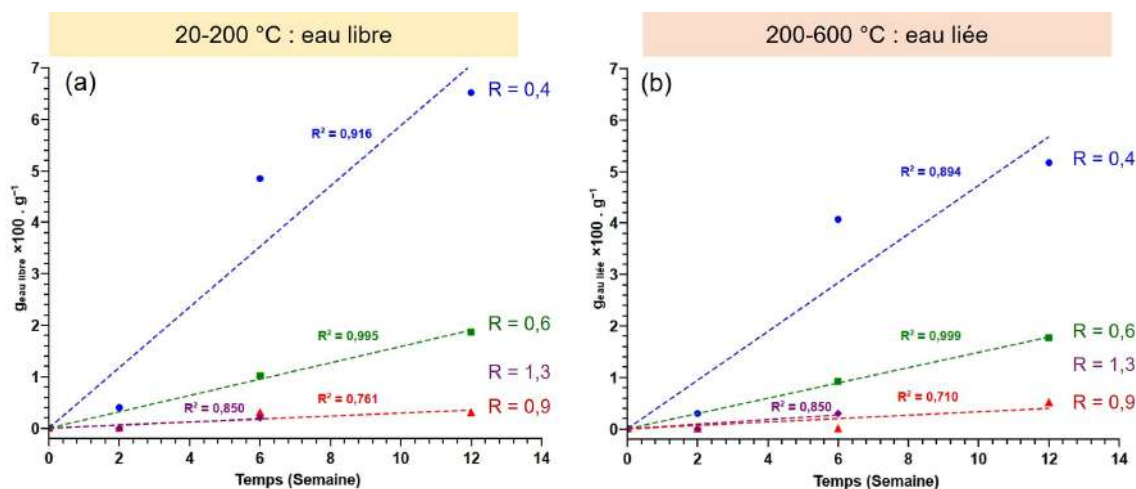 20-200 °C : eau libre
200-600 °C : eau liée
(a)
7
6
5
4
3
2
1
0
g eau libre ×100 . g⁻¹
R² = 0,916
R² = 0,995
R² = 0,850
R² = 0,761
R = 0,4
R = 0,6
R = 1,3
R = 0,9
0 2 4 6 8 10 12 14
Temps (Semaine)
(b)
7
6
5
4
3
2
1
0
g eau liée ×100 . g⁻¹
R² = 0,894
R² = 0,999
R² = 0,850
R² = 0,710
R = 0,4
R = 0,6
R = 1,3
R = 0,9
0 2 4 6 8 10 12 14
Temps (Semaine)